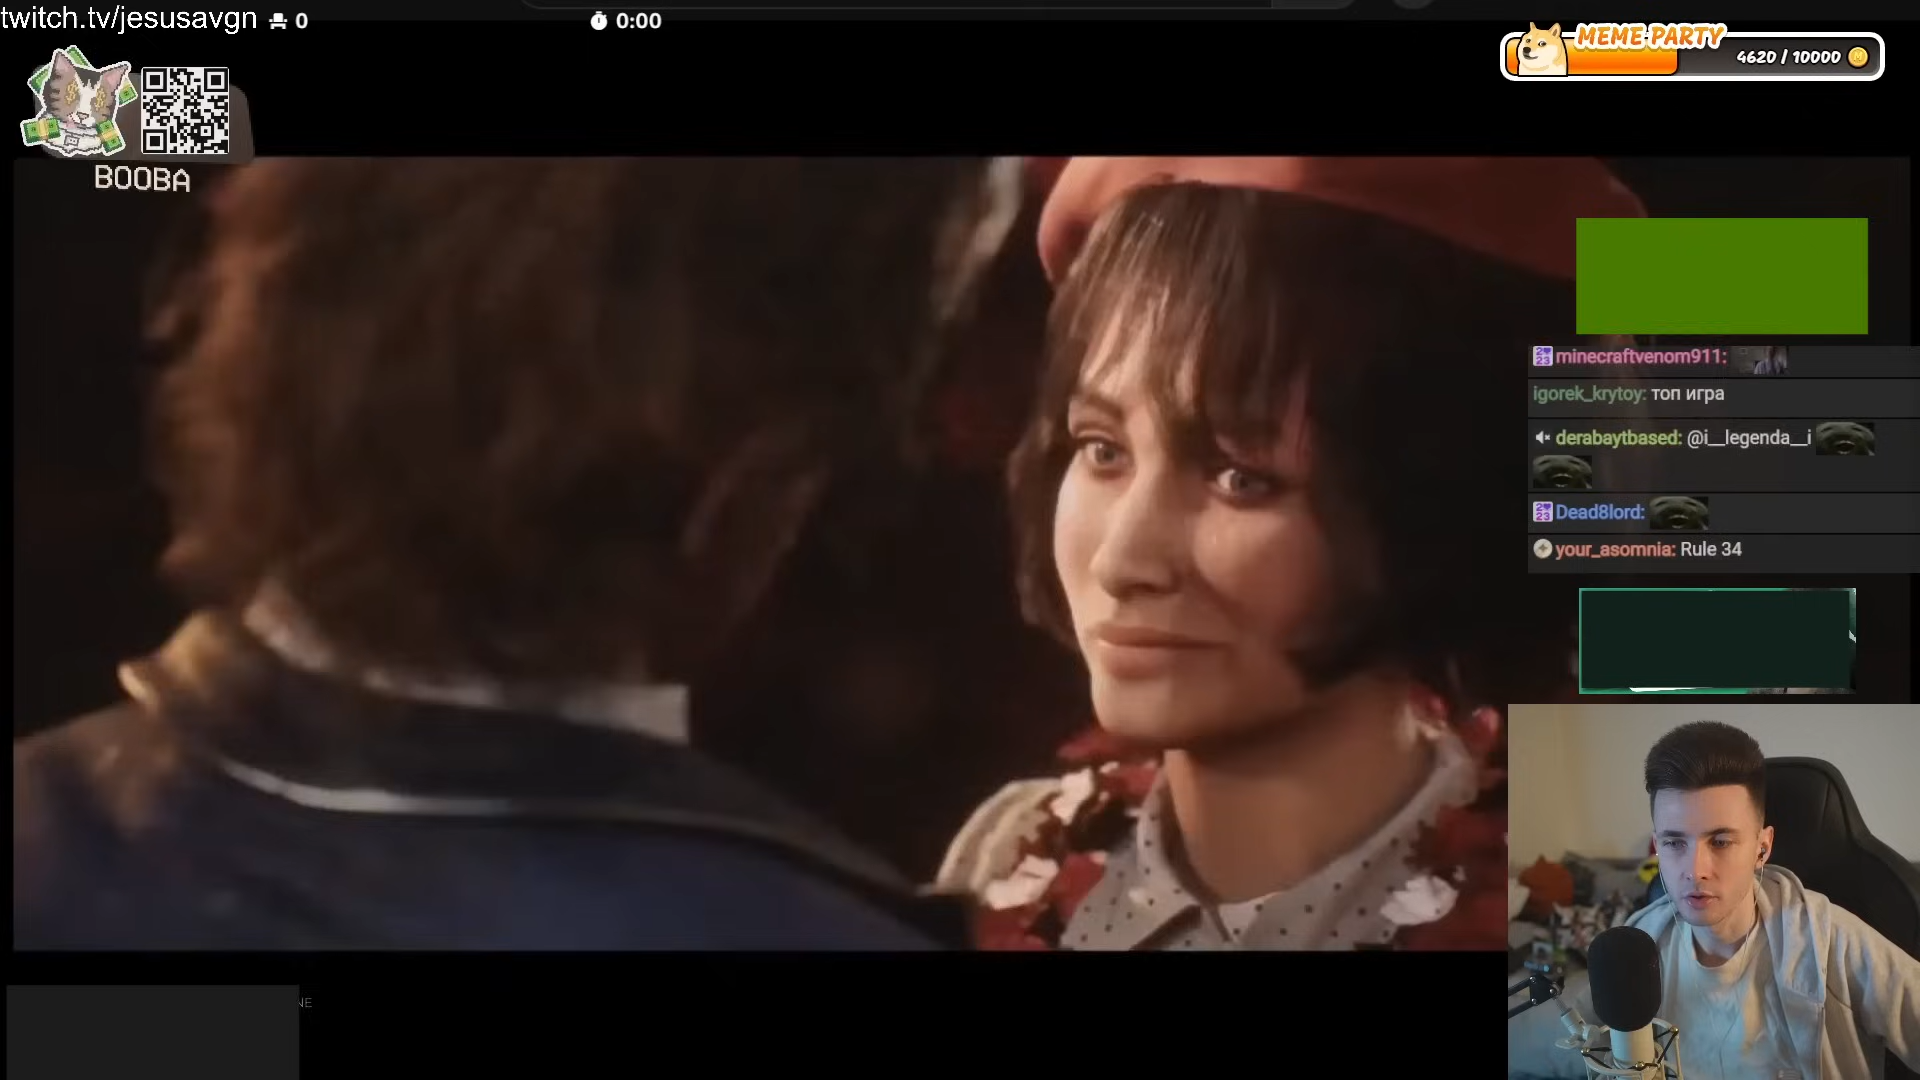 twitch.tv/jesusavgn 0
0:00
MEME PARTY
4620 / 10000
BOOBA
minecraftvenom911:
igorek_krytoy: топ игра
derabaytbased: @i__legenda__i
Dead8lord:
your_asomnia: Rule 34
NE